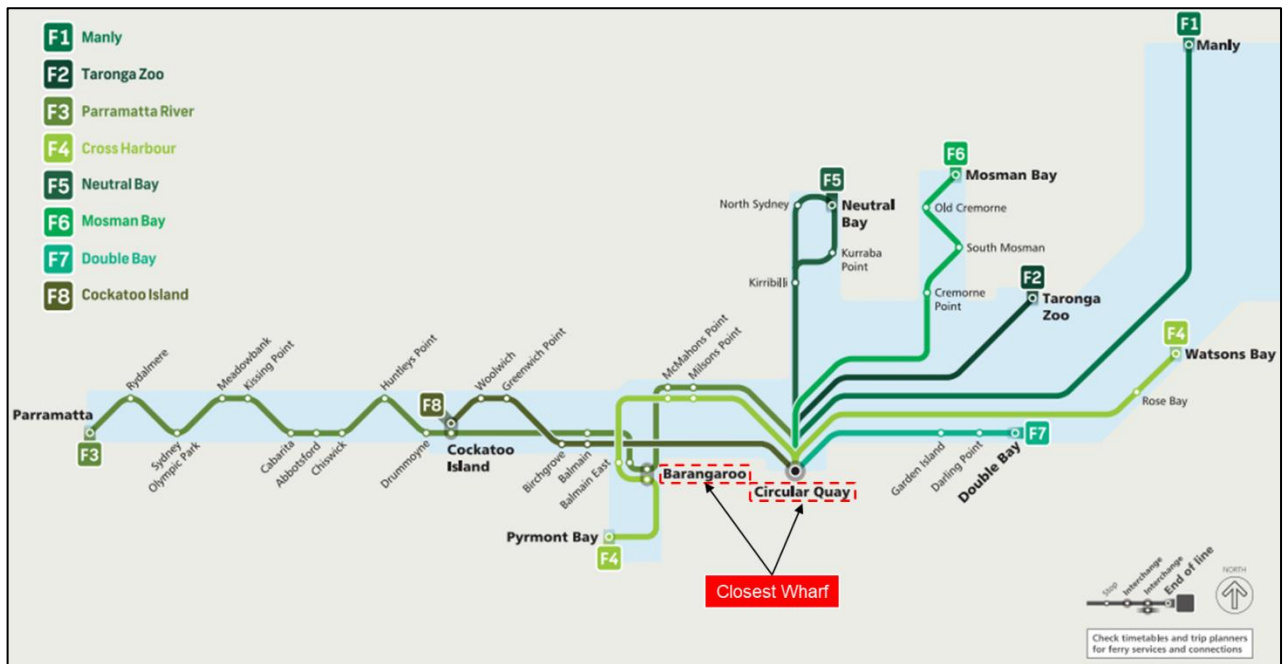 F1 Manly
F2 Taronga Zoo
F3 Parramatta River
F4 Cross Harbour
F5 Neutral Bay
F6 Mosman Bay
F7 Double Bay
F8 Cockatoo Island
F1
Manly
F6
Mosman Bay
Old Cremorne
South Mosman
Cremorne
Point
F5
North Sydney
Neutral
Bay
Kurraba
Point
Kirribilli
F2
Taronga
Zoo
F4
Watsons Bay
Rose Bay
McMahons Point
Milsons Point
Rydalmere
Meadowbank
Kissing Point
Huntleys Point
Woolwich
Greenwich Point
F8
Parramatta
F3
Sydney
Olympic Park
Cabarita
Abbotsford
Chiswick
Drummoyne
Cockatoo
Island
Birchgrove
Balmain
Balmain East
Barangaroo
Circular Quay
Garden Island
Darling Point
Double Bay
F7
Pyrmont Bay
F4
Closest Wharf
Stop
Interchange
Interchange
End of line
NORTH
Check timetables and trip planners
for ferry services and connections